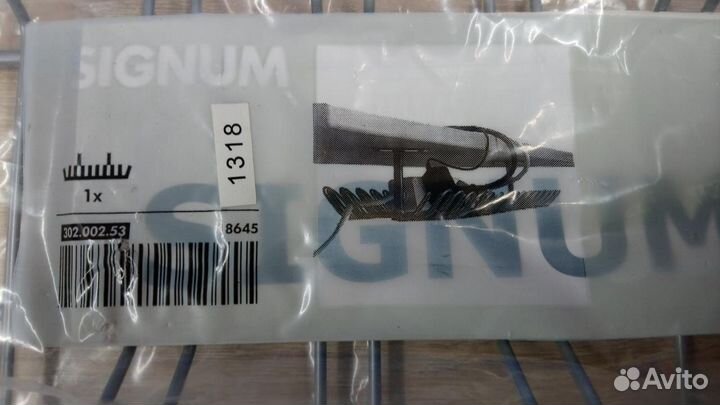 SIGNUM
1318
1x
302.002.53 8645
SIGNUM
Avito